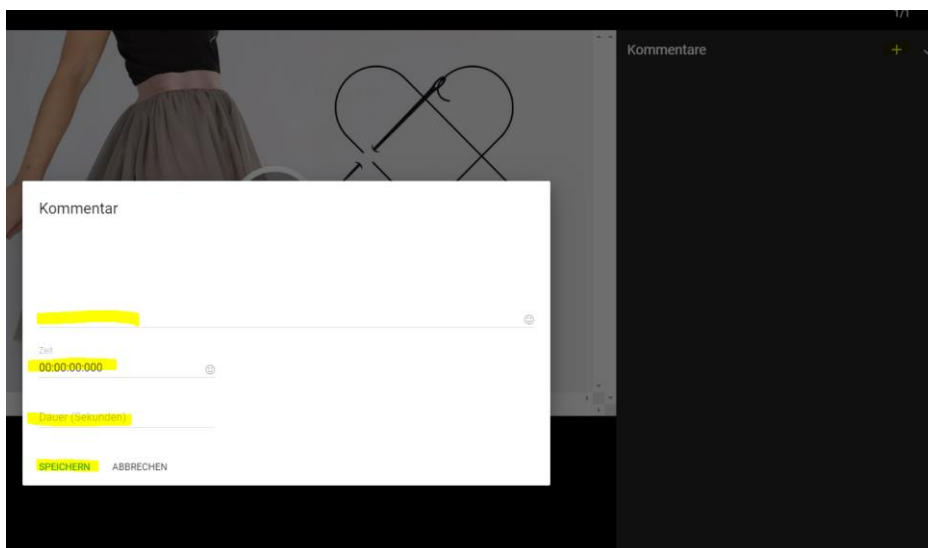 1/1
Kommentare +
Kommentar
Zeit
00:00:00:000
Dauer (Sekunden)
SPEICHERN ABBRECHEN